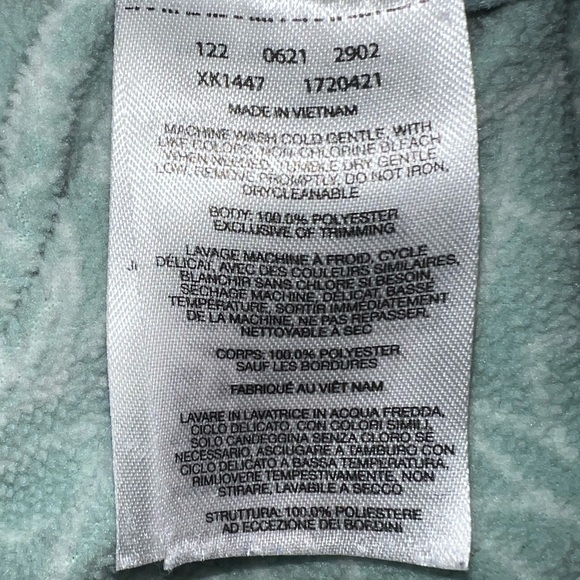 122 0621 2902
XK1447 1720421
MADE IN VIETNAM
MACHINE WASH COLD GENTLE, WITH
LIKE COLORS, NON-CHLORINE BLEACH
WHEN NEEDED, TUMBLE DRY GENTLE
LOW, REMOVE PROMPTLY, DO NOT IRON,
DRYCLEANABLE
BODY: 100.0% POLYESTER
EXCLUSIVE OF TRIMMING
LAVAGE MACHINE À FROID, CYCLE
DÉLICAT, AVEC DES COULEURS SIMILAIRES,
BLANCHIR SANS CHLORE SI BESOIN,
SÉCHAGE MACHINE, DÉLICAT BASSE
TEMPÉRATURE, SORTIR IMMÉDIATEMENT
DE LA MACHINE, NE PAS REPASSER,
NETTOYABLE À SEC
CORPS: 100.0% POLYESTER
SAUF LES BORDURES
FABRIQUÉ AU VIÊT NAM
LAVARE IN LAVATRICE IN ACQUA FREDDA,
CICLO DELICATO, CON COLORI SIMILI,
SOLO CANDEGGINA SENZA CLORO SE
NECESSARIO, ASCIUGARE A TAMBURO CON
CICLO DELICATO A BASSA TEMPERATURA,
RIMUOVERE TEMPESTIVAMENTE, NON
STIRARE, LAVABILE A SECCO
STRUTTURA: 100.0% POLIESTERE
AD ECCEZIONE DEI BORDINI